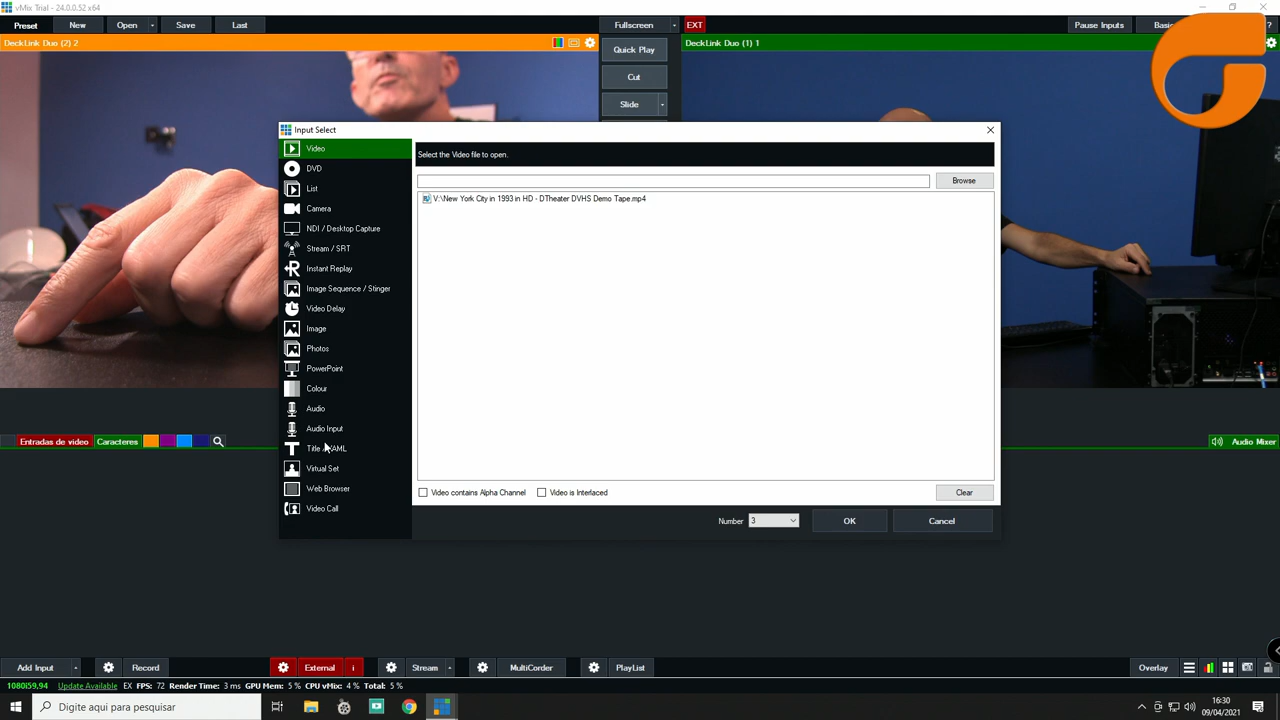 vMix Trial - 24.0.0.52 x64
Preset New Open Save Last Fullscreen EXT Pause Inputs Basic ?
DeckLink Duo (2) 2
DeckLink Duo (1) 1
Quick Play
Cut
Slide
Input Select
Video
DVD
List
Camera
NDI / Desktop Capture
Stream / SRT
Instant Replay
Image Sequence / Stinger
Video Delay
Image
Photos
PowerPoint
Colour
Audio
Audio Input
Title / XAML
Virtual Set
Web Browser
Video Call
Select the Video file to open.
Browse
V:\New York City in 1993 in HD - DTheater DVHS Demo Tape.mp4
Video contains Alpha Channel Video is Interlaced Clear
Number 3 OK Cancel
Entradas de video Caracteres Audio Mixer
Add Input Record External i Stream MultiCorder PlayList Overlay
1080i59,94 Update Available EX FPS: 72 Render Time: 3 ms GPU Mem: 5 % CPU vMix: 4 % Total: 5 %
Digite aqui para pesquisar
16:30
09/04/2021